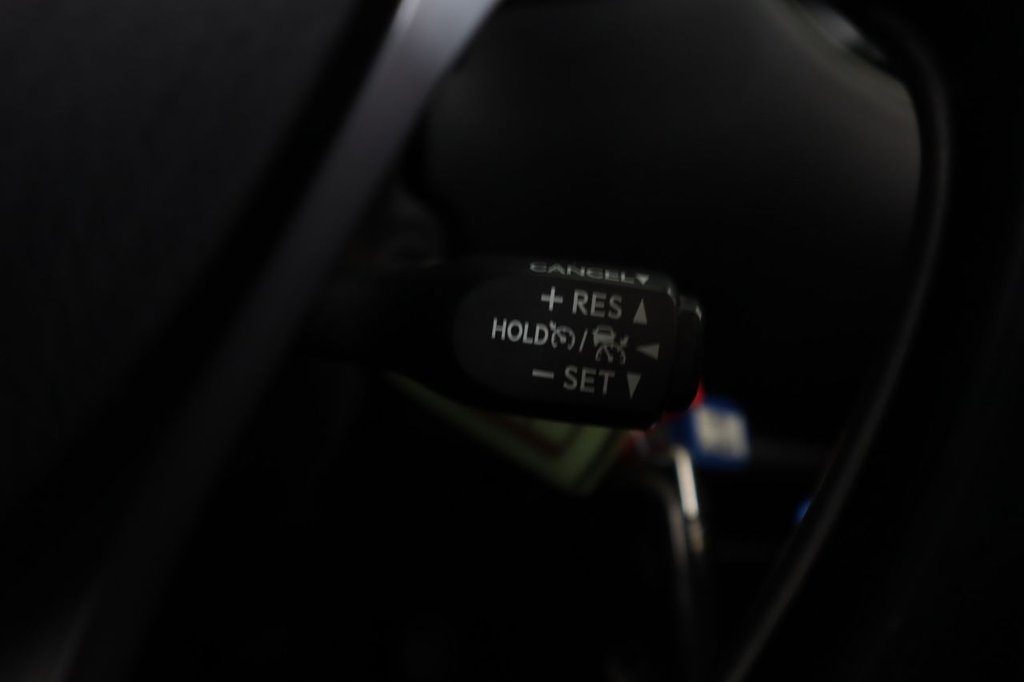 CANCEL▼
+ RES ▲
HOLD / ◀
− SET ▼